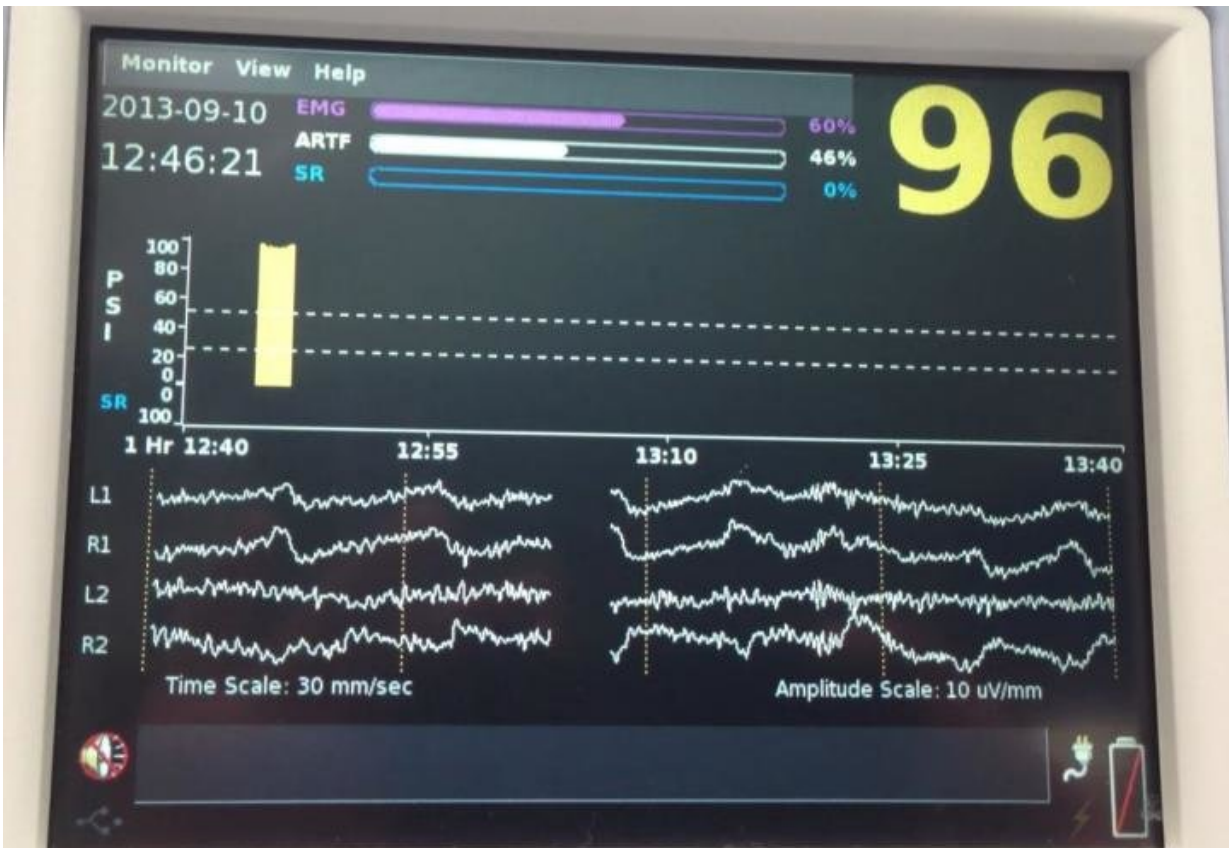 Monitor View Help
2013-09-10 EMG 60%
96
ARTF 46%
12:46:21
SR 0%
100
80
60
40
20
0
PSI
0
SR
100
1 Hr 12:40 12:55 13:10 13:25 13:40
L1
R1
L2
R2
Time Scale: 30 mm/sec Amplitude Scale: 10 uV/mm